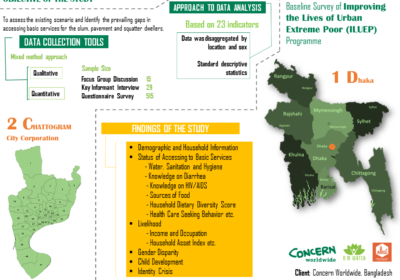 OBJECTIVE OF THE STUDY
To assess the existing scenario and Identify the prevailing gaps in
accessing basic services for the slum, pavement and squatter dwellers.
DATA COLLECTION TOOLS
Mixed method approach
Qualitative
Quantitative
Sample Size
Focus Group Discussion 15
Key Informant Interview 29
Questionnaire Survey 515
APPROACH TO DATA ANALYSIS
Based on 23 indicators
Data was disaggregated by
location and sex
Standard descriptive
statistics
Baseline Survey of Improving
the Lives of Urban
Extreme Poor (ILUEP)
Programme
1 Dhaka
Rangpur
Rajshahi
Mymensingh
Sylhet
Dhaka
Khulna
Barisal
Chittagong
2 CHATTOGRAM
City Corporation
FINDINGS OF THE STUDY
• Demographic and Household Information
• Status of Accessing to Basic Services
- Water, Sanitation and Hygiene
- Knowledge on Diarrhea
- Knowledge on HIV/AIDS
- Sources of Food
- Household Dietary Diversity Score
- Health Care Seeking Behavior etc.
• Livelihood
- Income and Occupation
- Household Asset Index etc.
• Gender Disparity
• Child Development
• Identity Crisis
CONCERN
worldwide
Client: Concern Worldwide, Bangladesh